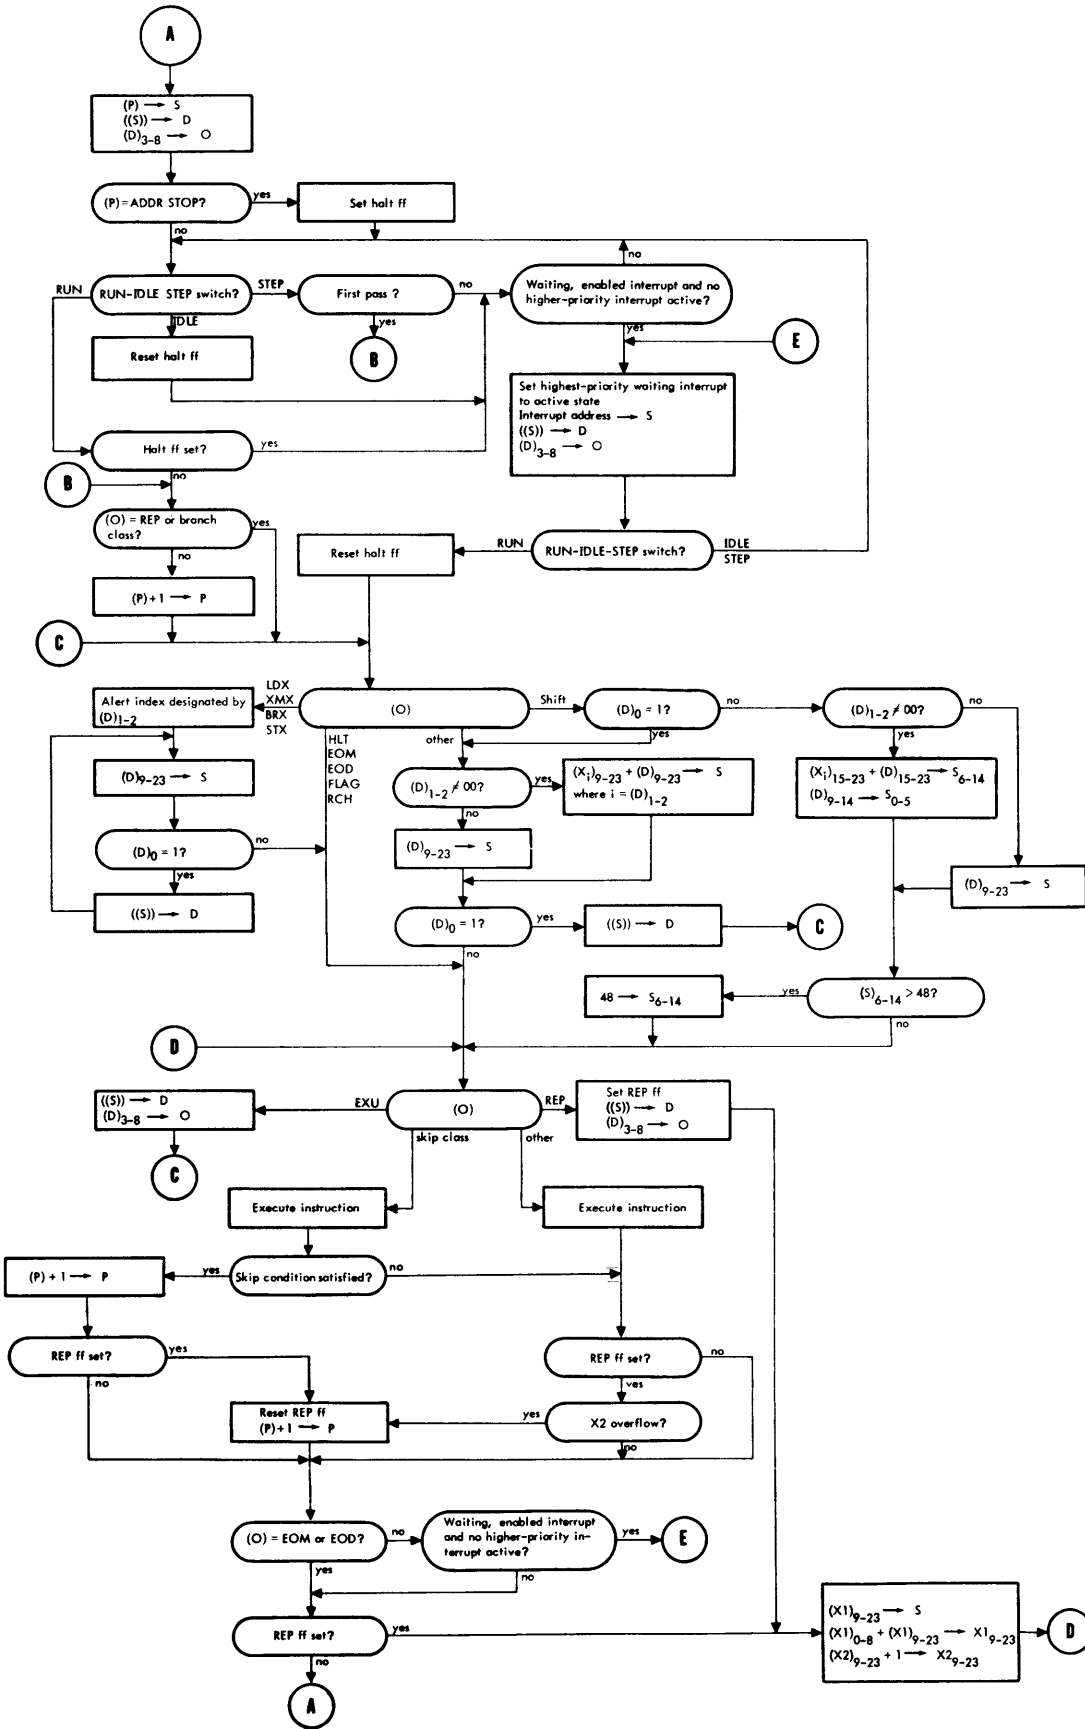 A
(P) → S
((S)) → D
(D)3-8 → O
(P) = ADDR STOP?
yes
Set halt ff
no
no
RUN
RUN-IDLE STEP switch?
STEP
First pass ?
no
Waiting, enabled interrupt and no
higher-priority interrupt active?
IDLE
yes
yes
Reset halt ff
B
E
Set highest-priority waiting interrupt
to active state
Interrupt address → S
((S)) → D
(D)3-8 → O
Halt ff set?
yes
no
B
(O) = REP or branch
class?
yes
no
Reset halt ff
RUN
RUN-IDLE-STEP switch?
IDLE
STEP
(P) + 1 → P
C
Alert index designated by
(D)1-2
LDX
XMX
BRX
STX
(O)
Shift
(D)0 = 1?
no
(D)1-2 ≠ 00?
no
HLT
EOM
EOD
FLAG
RCH
other
yes
yes
(D)9-23 → S
(D)1-2 ≠ 00?
yes
(Xi)9-23 + (D)9-23 → S
where i = (D)1-2
(Xi)15-23 + (D)15-23 → S6-14
(D)9-14 → S0-5
no
(D)0 = 1?
no
(D)9-23 → S
yes
(D)9-23 → S
((S)) → D
(D)0 = 1?
yes
((S)) → D
C
no
48 → S6-14
yes
(S)6-14 > 48?
no
D
((S)) → D
(D)3-8 → O
EXU
(O)
REP
Set REP ff
((S)) → D
(D)3-8 → O
skip class
other
C
Execute instruction
Execute instruction
(P) + 1 → P
yes
Skip condition satisfied?
no
REP ff set?
yes
REP ff set?
no
no
yes
Reset REP ff
(P) + 1 → P
yes
X2 overflow?
no
(O) = EOM or EOD?
no
Waiting, enabled interrupt
and no higher-priority in-
terrupt active?
yes
E
yes
no
REP ff set?
yes
(X1)9-23 → S
(X1)0-8 + (X1)9-23 → X19-23
(X2)9-23 + 1 → X29-23
D
no
A